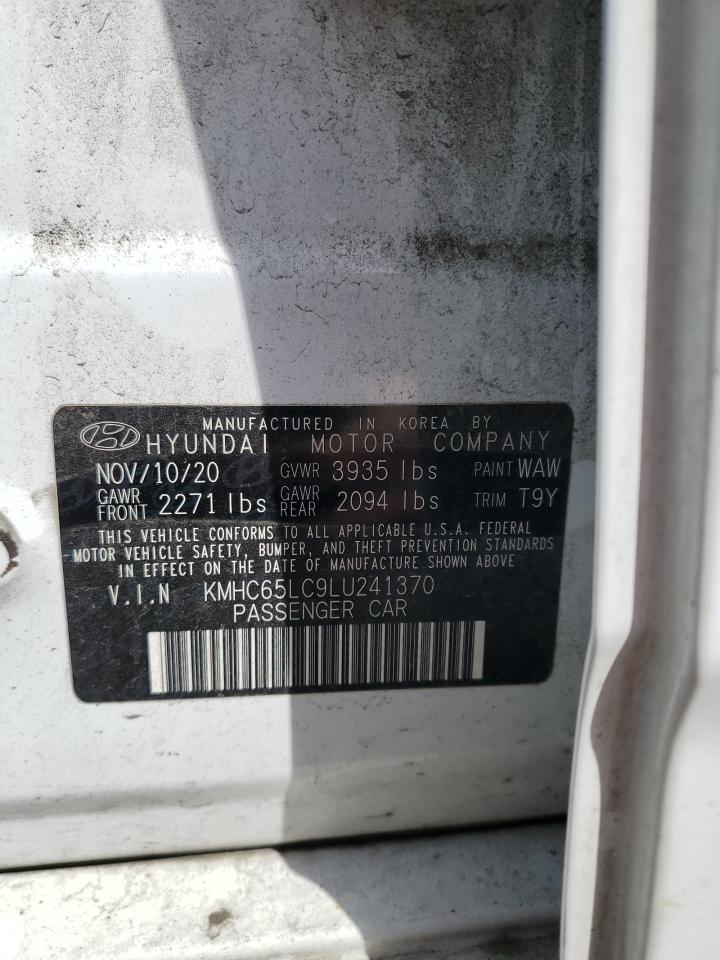 MANUFACTURED IN KOREA BY
HYUNDAI MOTOR COMPANY
NOV/10/20 GVWR 3935 lbs PAINT WAW
GAWR FRONT 2271 lbs GAWR REAR 2094 lbs TRIM T9Y
THIS VEHICLE CONFORMS TO ALL APPLICABLE U.S.A. FEDERAL
MOTOR VEHICLE SAFETY, BUMPER, AND THEFT PREVENTION STANDARDS
IN EFFECT ON THE DATE OF MANUFACTURE SHOWN ABOVE
V.I.N KMHC65LC9LU241370
PASSENGER CAR